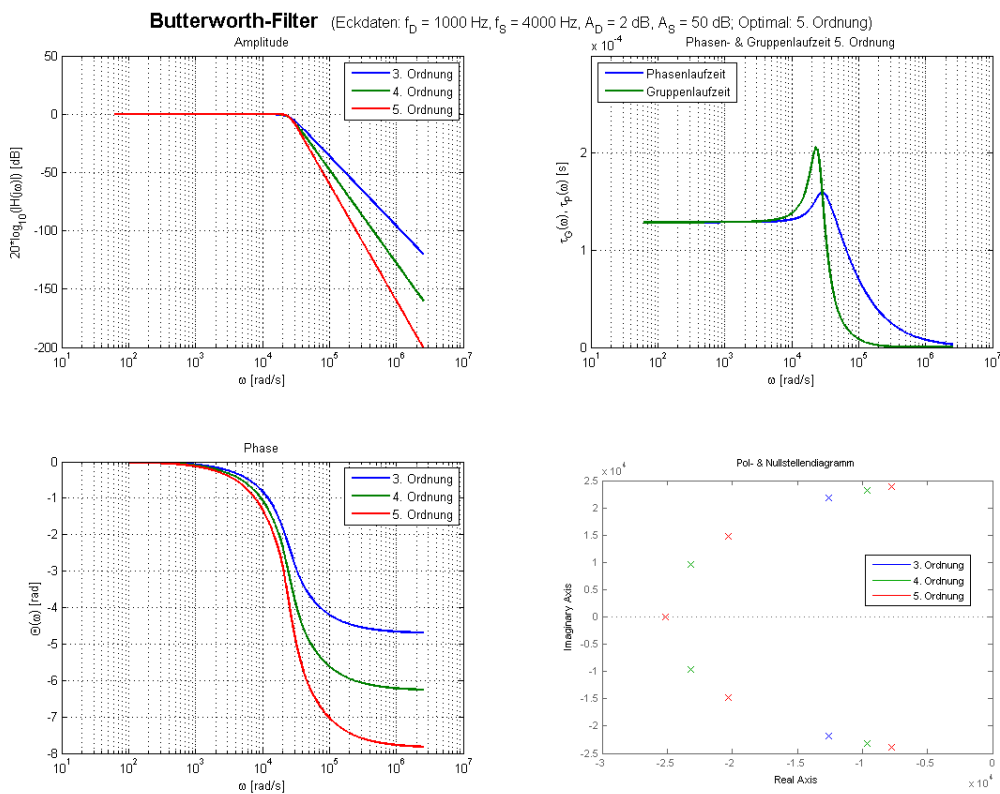 Butterworth-Filter (Eckdaten: f_D = 1000 Hz, f_S = 4000 Hz, A_D = 2 dB, A_S = 50 dB; Optimal: 5. Ordnung)
Amplitude
20*log_10(|H(jω)|) [dB]
50
0
-50
-100
-150
-200
3. Ordnung
4. Ordnung
5. Ordnung
10^1 10^2 10^3 10^4 10^5 10^6 10^7
ω [rad/s]
Phasen- & Gruppenlaufzeit 5. Ordnung
x 10^-4
τ_G(ω), τ_P(ω) [s]
2
1
0
Phasenlaufzeit
Gruppenlaufzeit
10^1 10^2 10^3 10^4 10^5 10^6 10^7
ω [rad/s]
Phase
Θ(ω) [rad]
0
-1
-2
-3
-4
-5
-6
-7
-8
3. Ordnung
4. Ordnung
5. Ordnung
10^1 10^2 10^3 10^4 10^5 10^6 10^7
ω [rad/s]
Pol- & Nullstellendiagramm
x 10^4
Imaginary Axis
2.5
2
1.5
1
0.5
0
-0.5
-1
-1.5
-2
-2.5
3. Ordnung
4. Ordnung
5. Ordnung
-3 -2.5 -2 -1.5 -1 -0.5 0
Real Axis
x 10^4